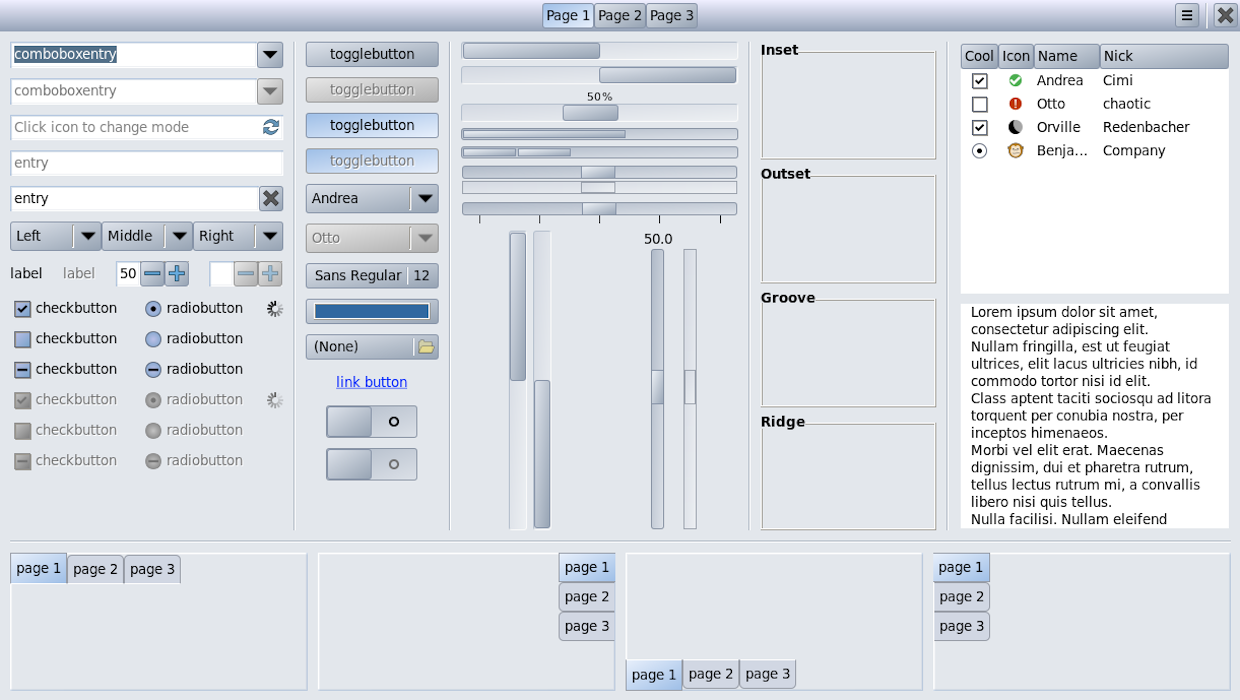 Page 1 Page 2 Page 3
comboboxentry
comboboxentry
Click icon to change mode
entry
entry
Left Middle Right
label label 50
checkbutton radiobutton
checkbutton radiobutton
checkbutton radiobutton
checkbutton radiobutton
checkbutton radiobutton
checkbutton radiobutton
togglebutton
togglebutton
togglebutton
togglebutton
Andrea
Otto
Sans Regular 12
(None)
link button
50%
50.0
Inset
Outset
Groove
Ridge
Cool Icon Name Nick
Andrea Cimi
Otto chaotic
Orville Redenbacher
Benja... Company
Lorem ipsum dolor sit amet,
consectetur adipiscing elit.
Nullam fringilla, est ut feugiat
ultrices, elit lacus ultricies nibh, id
commodo tortor nisi id elit.
Class aptent taciti sociosqu ad litora
torquent per conubia nostra, per
inceptos himenaeos.
Morbi vel elit erat. Maecenas
dignissim, dui et pharetra rutrum,
tellus lectus rutrum mi, a convallis
libero nisi quis tellus.
Nulla facilisi. Nullam eleifend
page 1 page 2 page 3
page 1
page 2
page 3
page 1 page 2 page 3
page 1
page 2
page 3